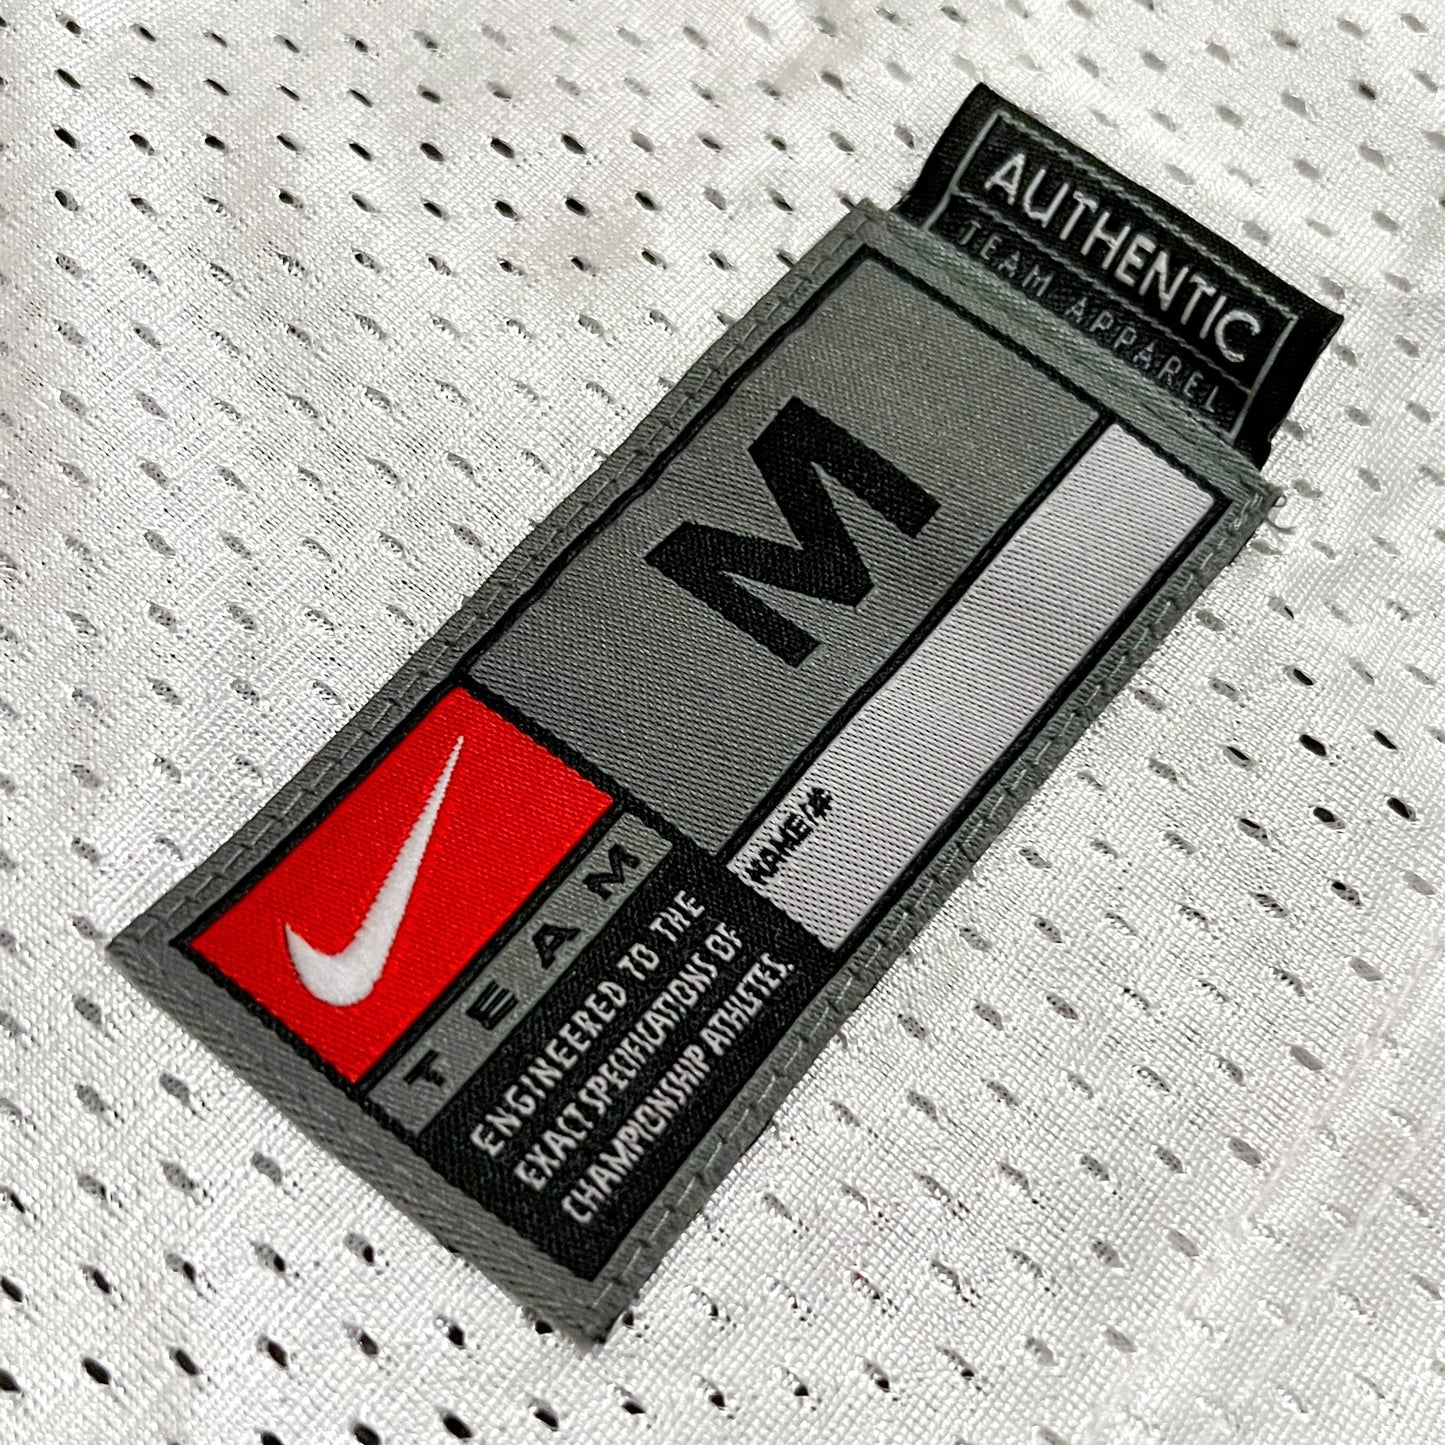 AUTHENTIC
TEAM APPAREL
M
NAME/#
TEAM
ENGINEERED TO THE
EXACT SPECIFICATIONS OF
CHAMPIONSHIP ATHLETES.